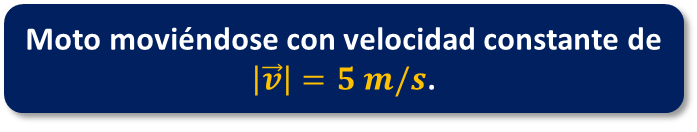 Moto moviéndose con velocidad constante de
|v⃗| = 5 m/s.